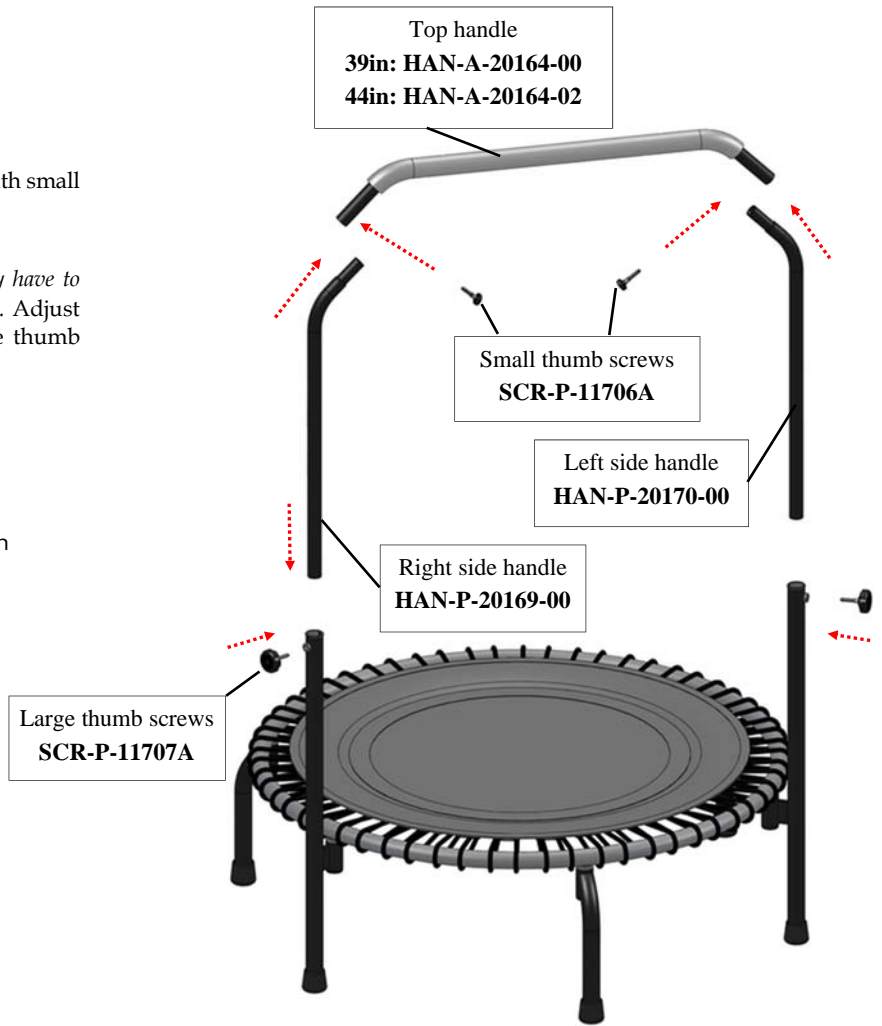 Top handle
39in: HAN-A-20164-00
44in: HAN-A-20164-02
th small
have to
. Adjust
thumb
Small thumb screws
SCR-P-11706A
Left side handle
HAN-P-20170-00
Right side handle
HAN-P-20169-00
Large thumb screws
SCR-P-11707A